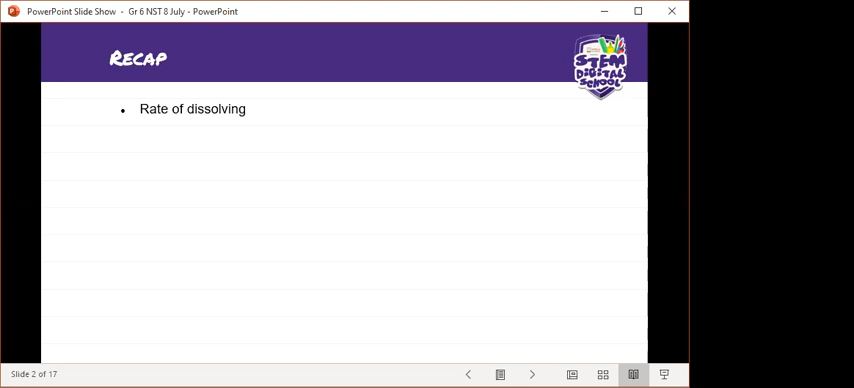 PowerPoint Slide Show - Gr 6 NST 8 July - PowerPoint
RECAP
STEM
DIGITAL
SCHOOL
• Rate of dissolving
Slide 2 of 17